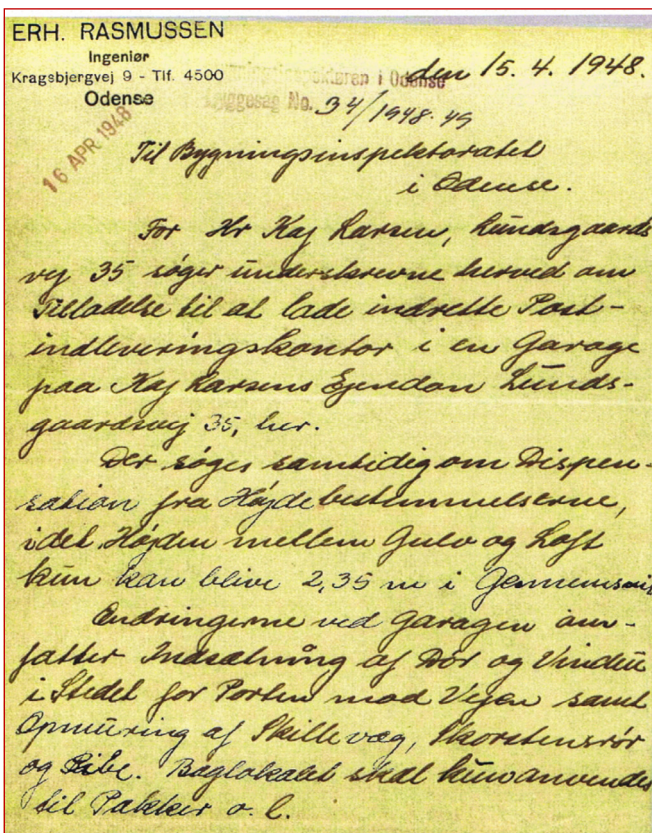 ERH. RASMUSSEN
Ingeniør
Kragsbjergvej 9 - Tlf. 4500
Odense
den 15. 4. 1948.
i Odense
Byggesag No. 34/1948-49
16 APR. 1948
Til Bygningsinspektoratet
i Odense.
For Hr Kaj Larsen, Lundsgaards
vej 35 søger underskrevne herved om
Tilladelse til at lade indrette Post-
indleveringskontor i en Garage
paa Kaj Larsens Ejendom Lunds-
gaardsvej 35, her.
Der søges samtidig om Dispen-
sation fra Højdebestemmelserne,
idet Højden mellem Gulv og Loft
kun kan blive 2,35 m i Gennemsnit
Ændringerne ved Garagen om-
fatter Indsætning af Dør og Vindue
i Stedet for Porten mod Vejen samt
Opmuring af Skillevæg, Skorstensrør
og Pibe. Baglokalet skal kun anvendes
til Pakker o. l.